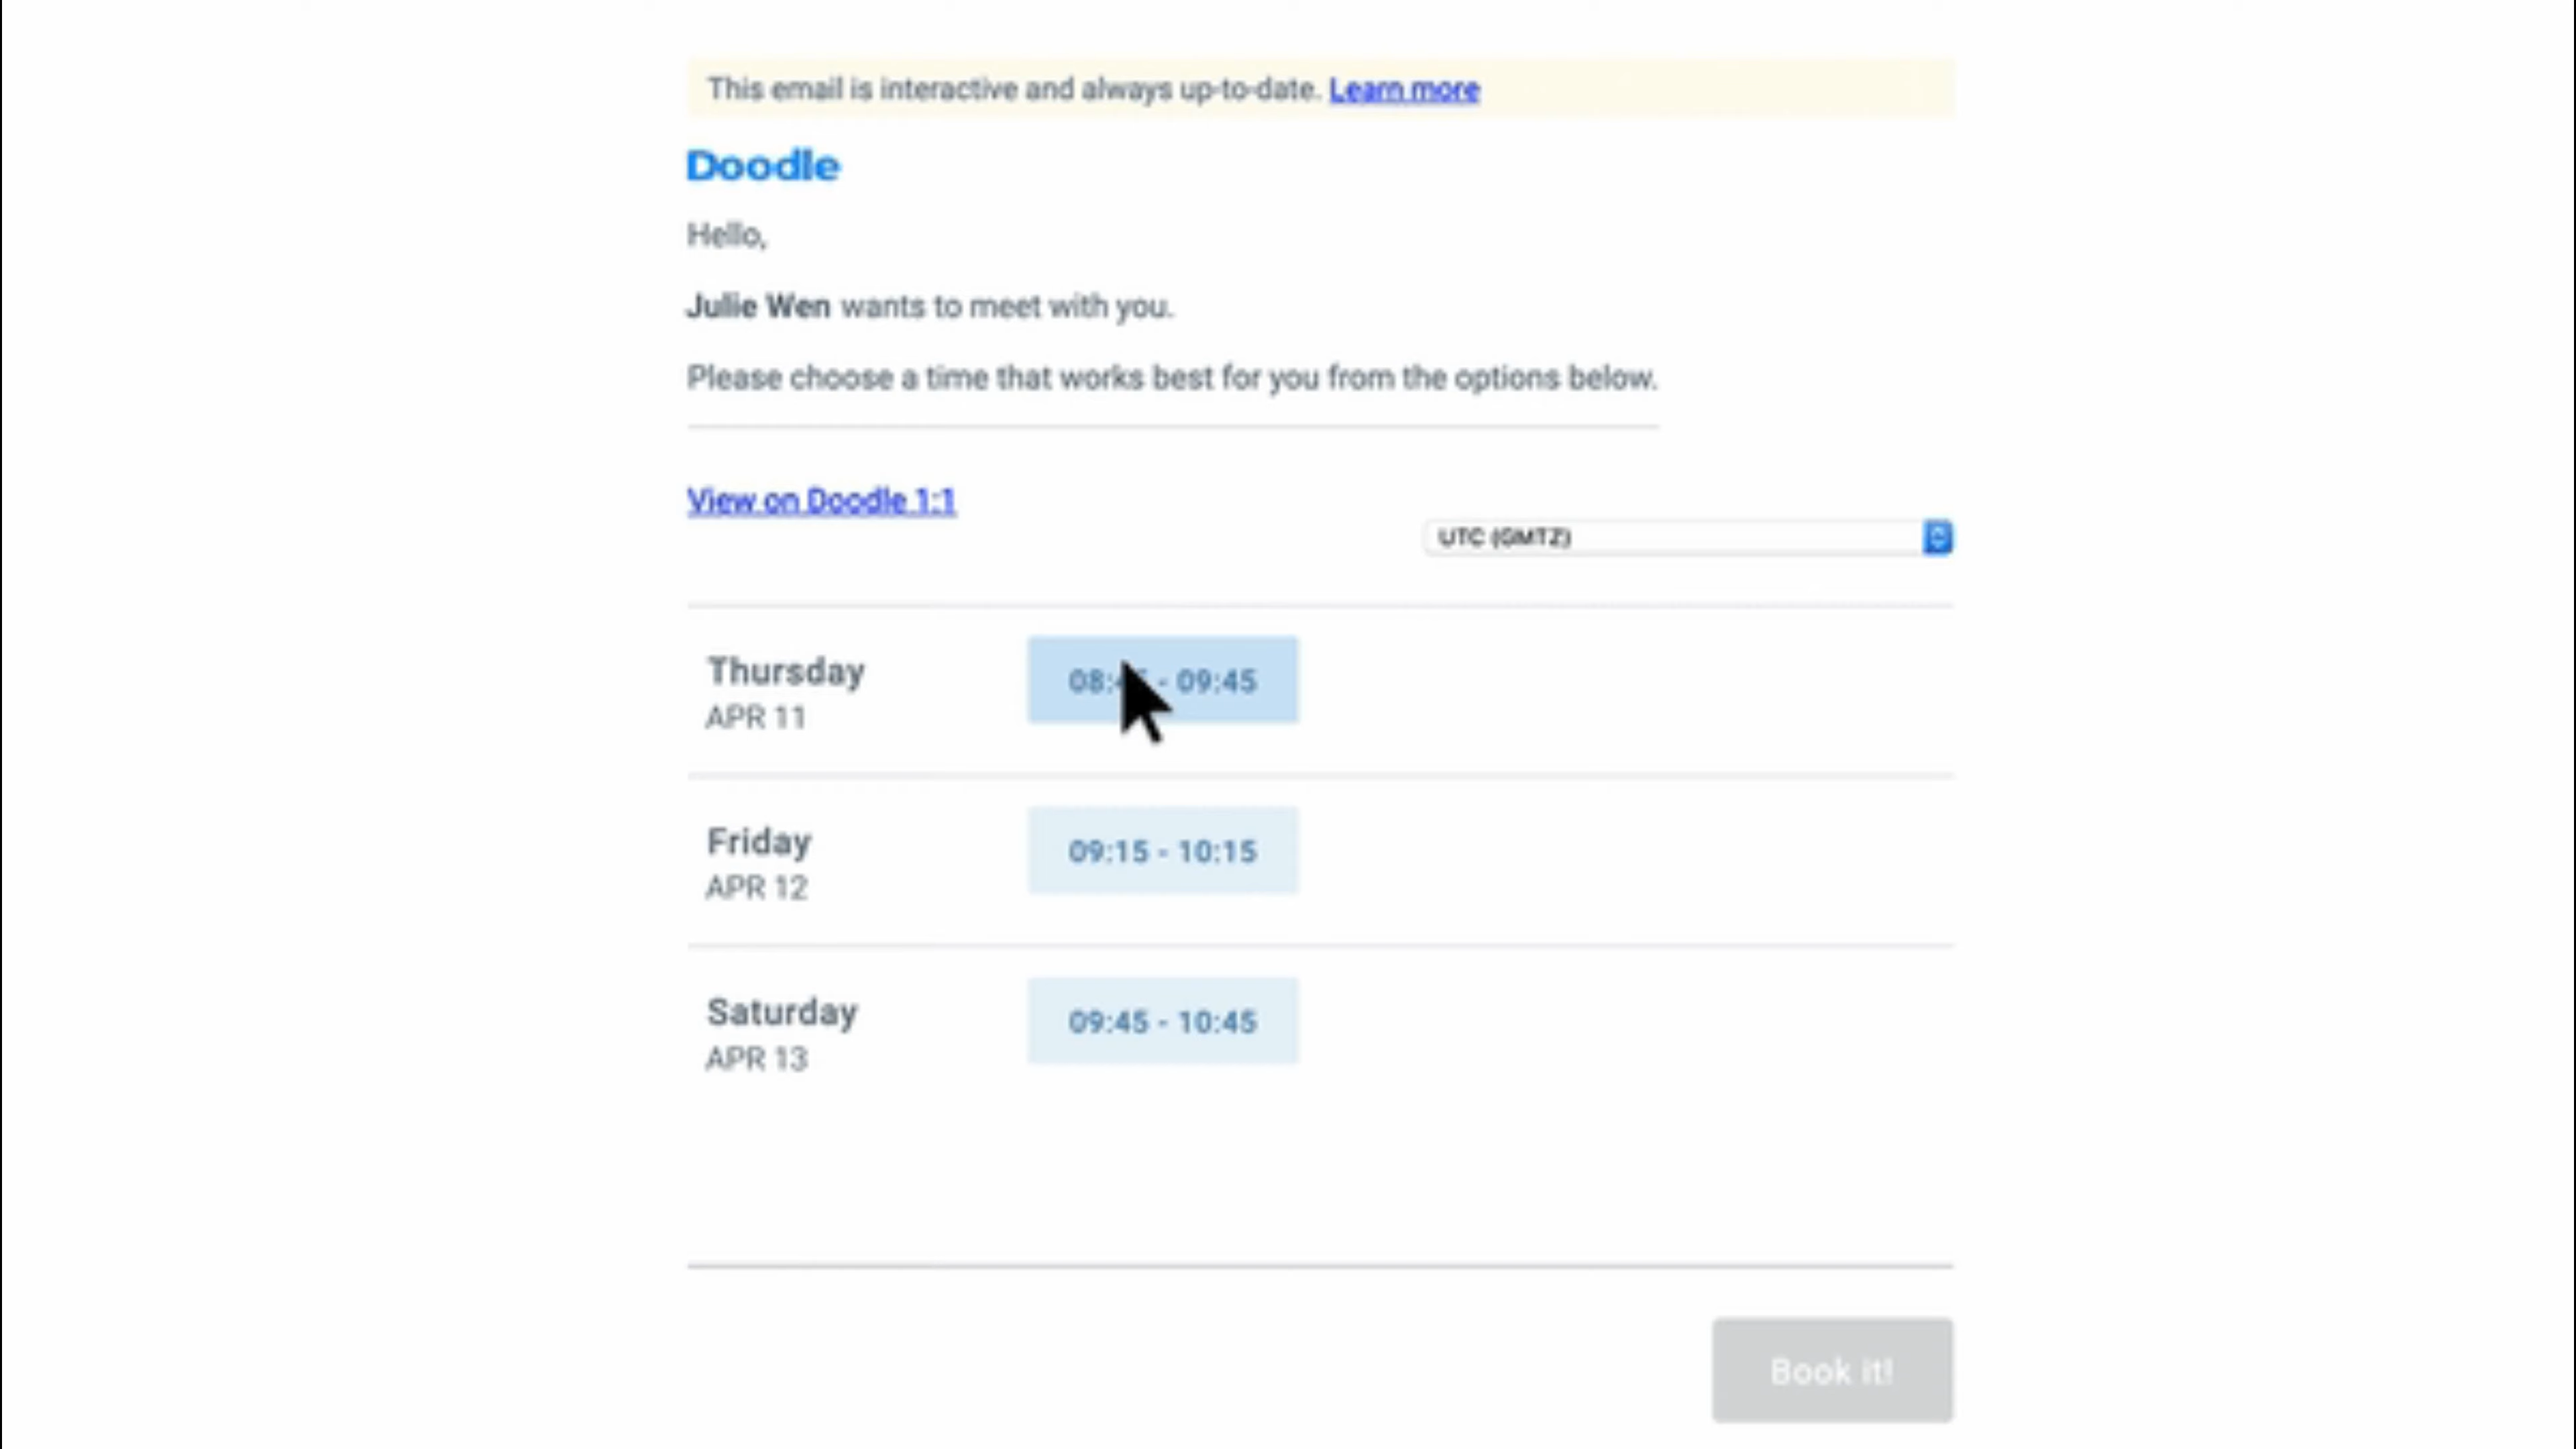 This email is interactive and always up-to-date. Learn more
Doodle
Hello,
Julie Wen wants to meet with you.
Please choose a time that works best for you from the options below.
View on Doodle 1:1
UTC (GMTZ)
Thursday
APR 11
- 09:45
Friday
APR 12
09:15 - 10:15
Saturday
APR 13
09:45 - 10:45
Book it!